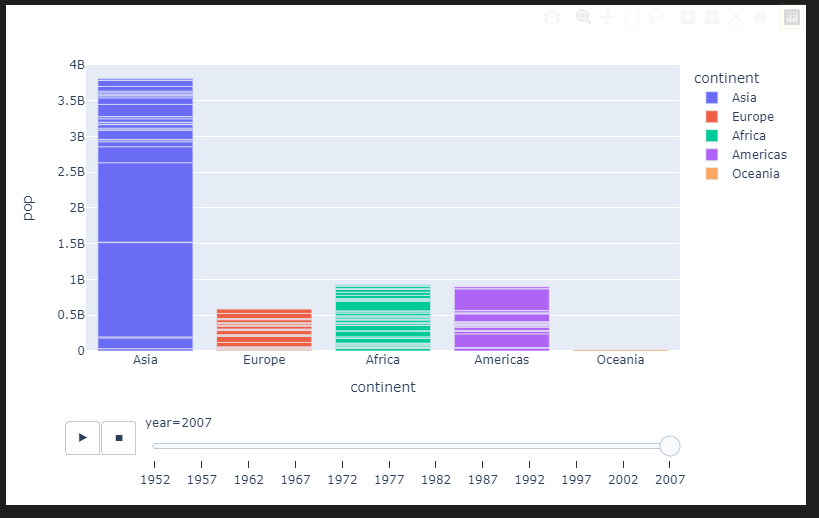 4B
3.5B
3B
2.5B
2B
1.5B
1B
0.5B
0
pop
Asia
Europe
Africa
Americas
Oceania
continent
continent
Asia
Europe
Africa
Americas
Oceania
year=2007
1952
1957
1962
1967
1972
1977
1982
1987
1992
1997
2002
2007